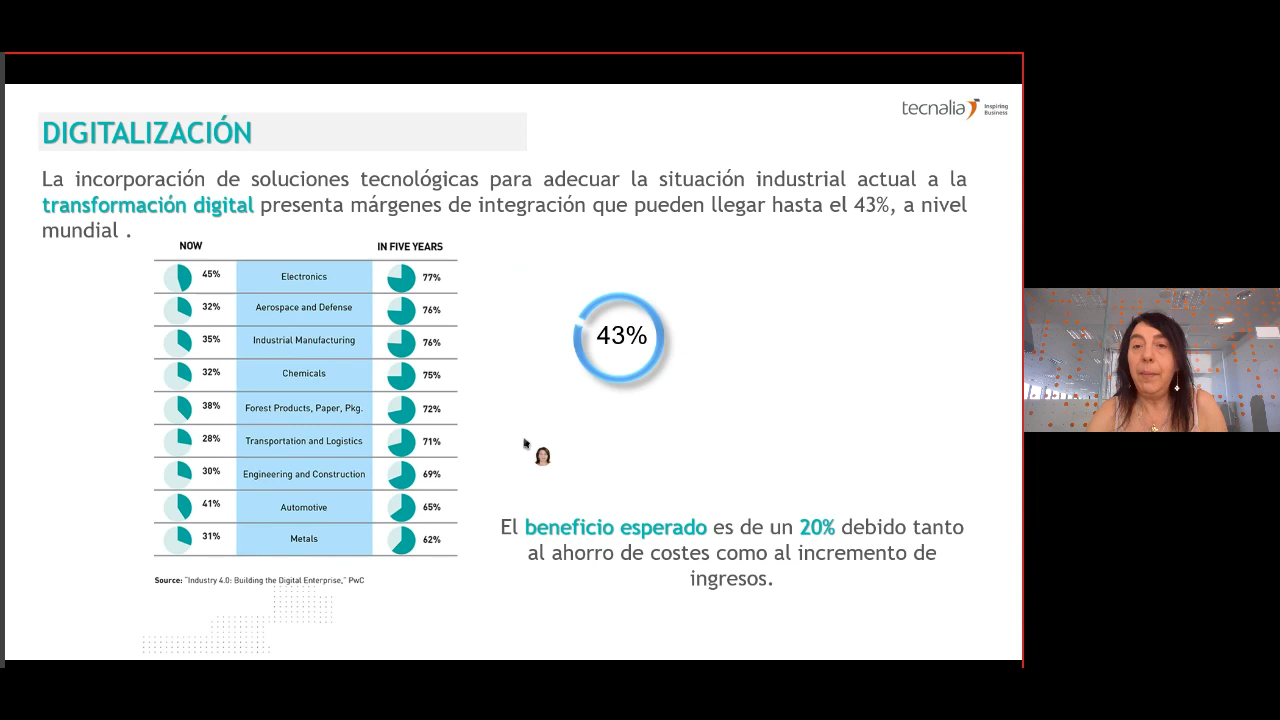 tecnalia Inspiring Business
DIGITALIZACIÓN
La incorporación de soluciones tecnológicas para adecuar la situación industrial actual a la
transformación digital presenta márgenes de integración que pueden llegar hasta el 43%, a nivel
mundial .
NOW IN FIVE YEARS
45% Electronics 77%
32% Aerospace and Defense 76%
35% Industrial Manufacturing 76%
32% Chemicals 75%
38% Forest Products, Paper, Pkg. 72%
28% Transportation and Logistics 71%
30% Engineering and Construction 69%
41% Automotive 65%
31% Metals 62%
Source: "Industry 4.0: Building the Digital Enterprise," PwC
43%
El beneficio esperado es de un 20% debido tanto
al ahorro de costes como al incremento de
ingresos.